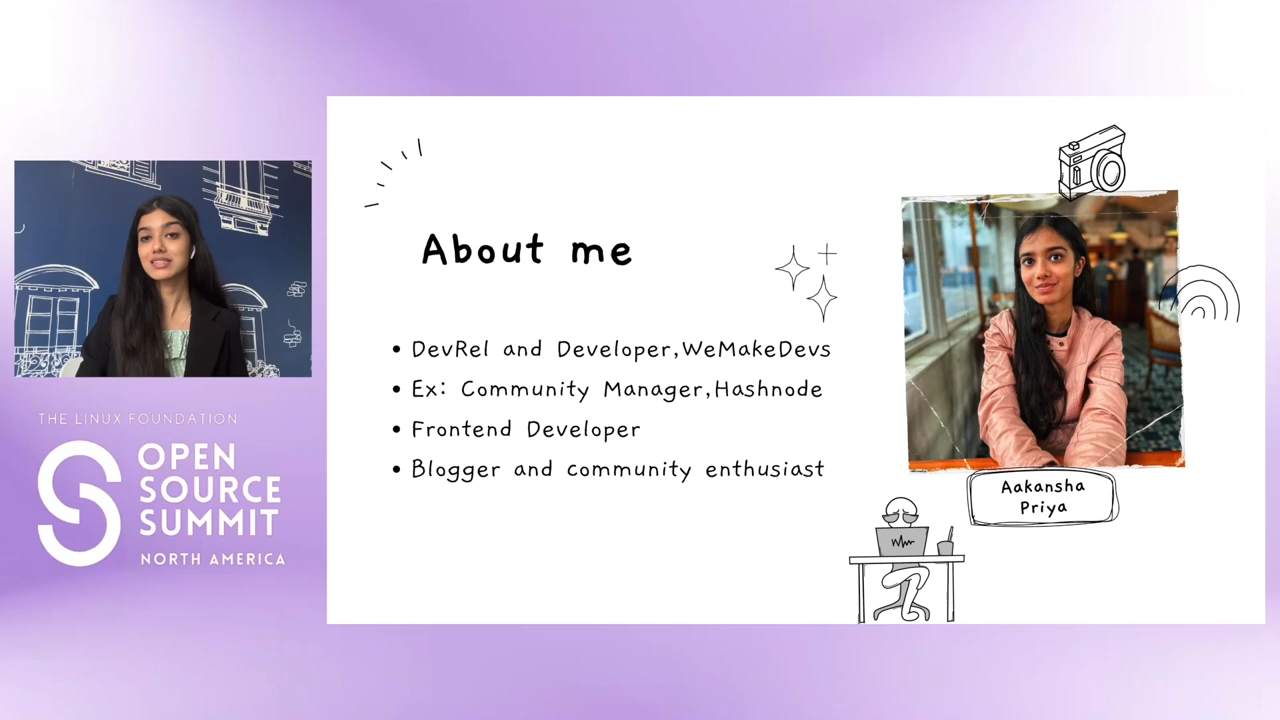 THE LINUX FOUNDATION
OPEN
SOURCE
SUMMIT
NORTH AMERICA
About me
• DevRel and Developer,WeMakeDevs
• Ex: Community Manager,Hashnode
• Frontend Developer
• Blogger and community enthusiast
Aakansha
Priya